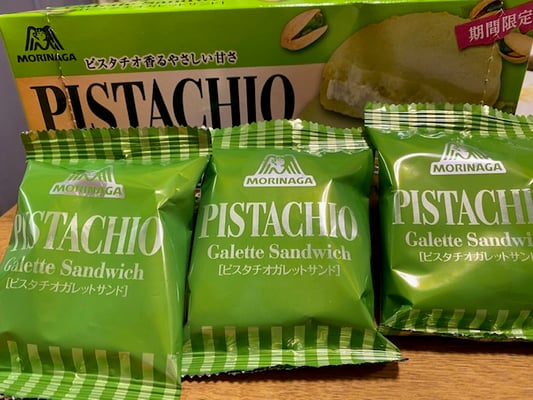 MORINAGA
ピスタチオ香るやさしい甘さ
期間限定
PISTACHIO
MORINAGA
PISTACHIO
Galette Sandwich
[ピスタチオガレットサンド]
MORINAGA
PISTACHIO
Galette Sandwich
[ピスタチオガレットサンド]
MORINAGA
PISTACHI
Galette Sandwi
[ピスタチオガレットサンド